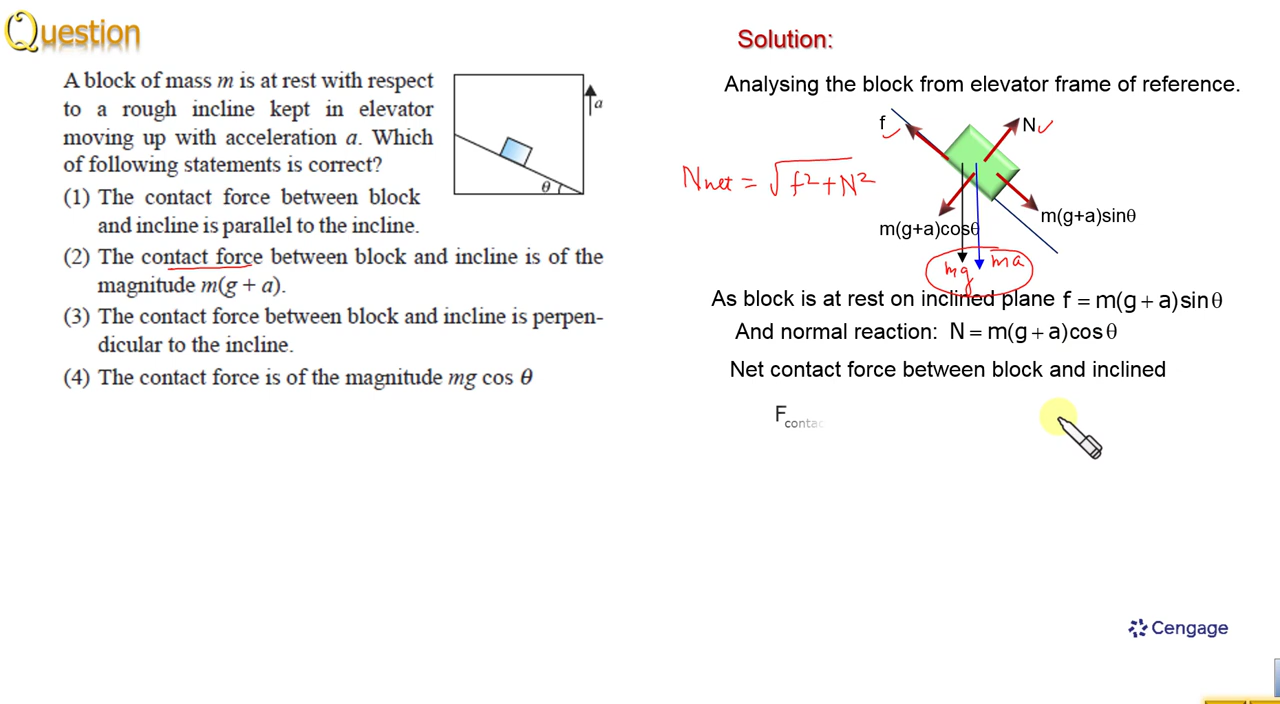 Question
A block of mass m is at rest with respect
to a rough incline kept in elevator
moving up with acceleration a. Which
of following statements is correct?
(1) The contact force between block
and incline is parallel to the incline.
(2) The contact force between block and incline is of the
magnitude m(g + a).
(3) The contact force between block and incline is perpen-
dicular to the incline.
(4) The contact force is of the magnitude mg cos θ
a
θ
Solution:
Analysing the block from elevator frame of reference.
f
N
Nnet = √f² + N²
m(g+a)sinθ
m(g+a)cosθ
mg
ma
As block is at rest on inclined plane f = m(g + a)sinθ
And normal reaction: N = m(g + a)cosθ
Net contact force between block and inclined
F
Cengage